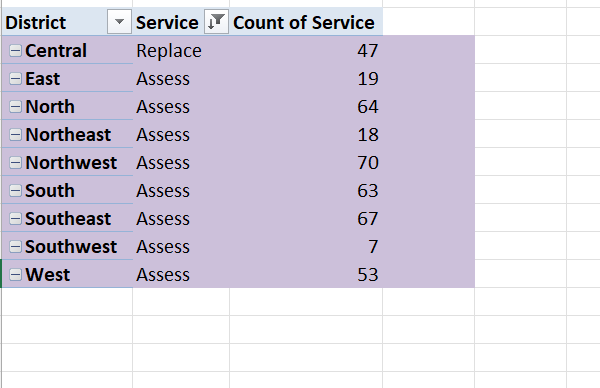 District Service Count of Service
Central Replace 47
East Assess 19
North Assess 64
Northeast Assess 18
Northwest Assess 70
South Assess 63
Southeast Assess 67
Southwest Assess 7
West Assess 53